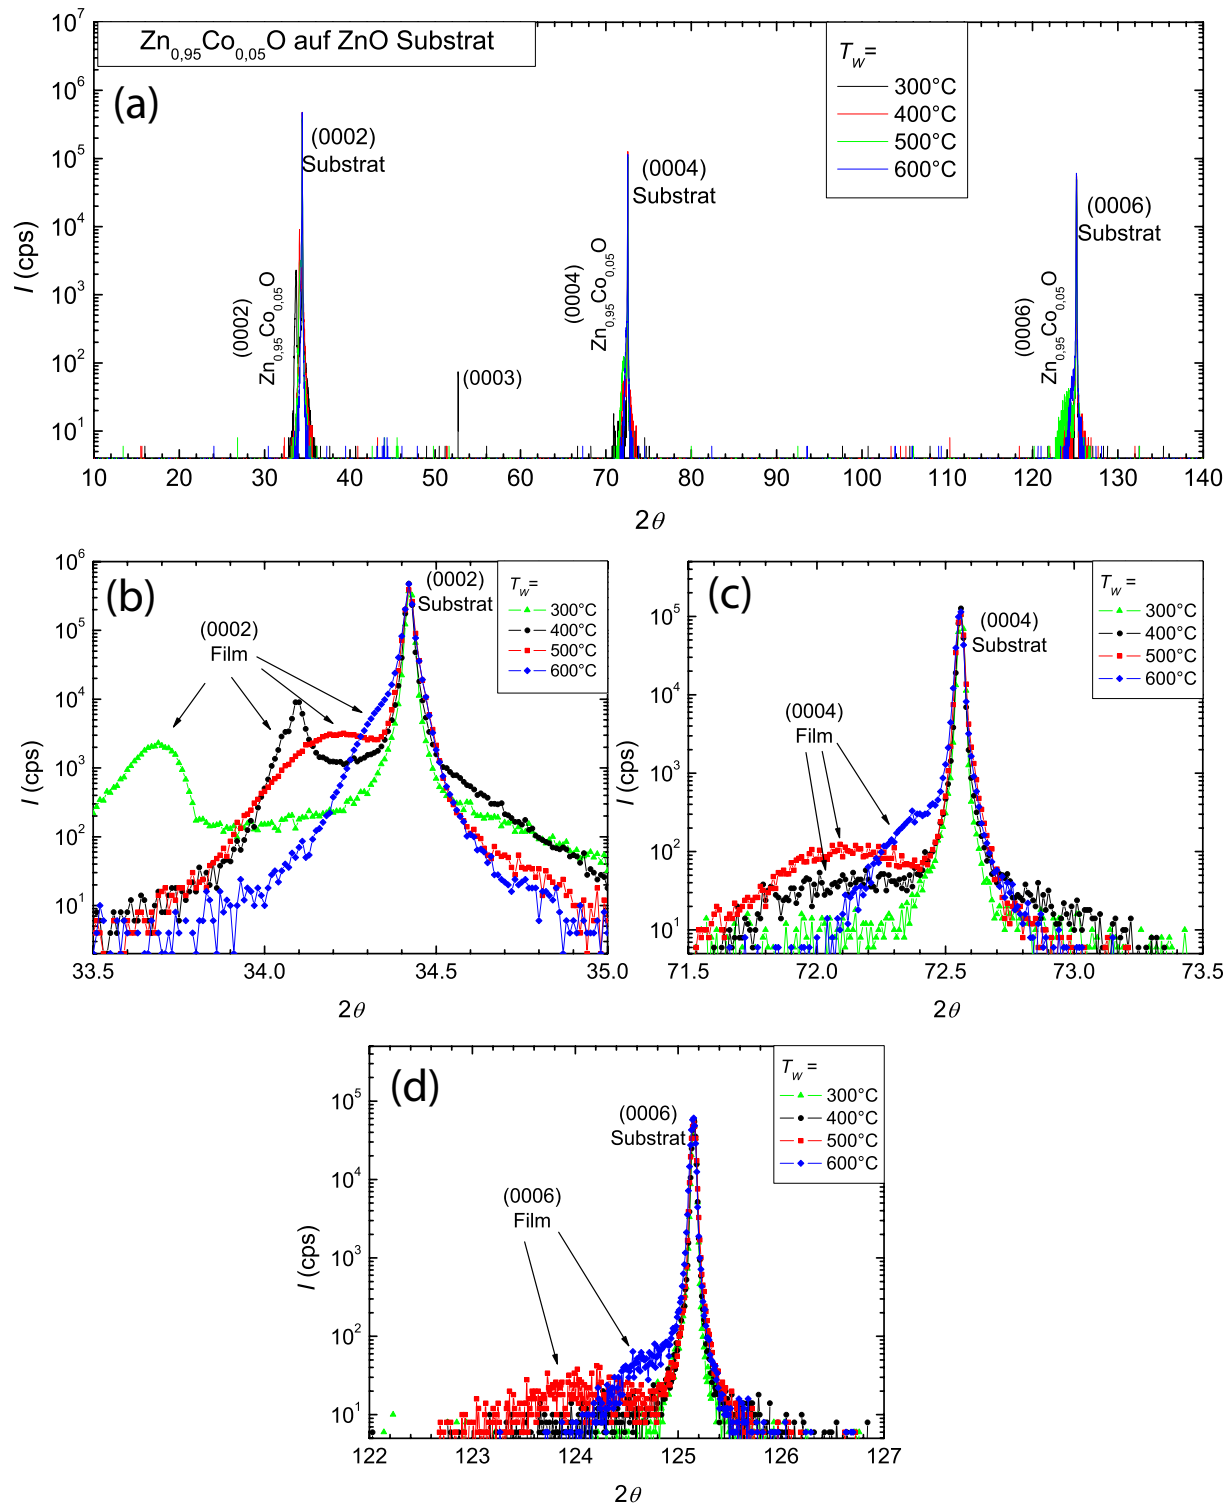 Zn0,95Co0,05O auf ZnO Substrat
(a)
TW=
300°C
400°C
500°C
600°C
(0002)
Substrat
(0004)
Substrat
(0006)
Substrat
(0002)
Zn0,95Co0,05O
(0003)
(0004)
Zn0,95Co0,05O
(0006)
Zn0,95Co0,05O
I (cps)
10^7
10^6
10^5
10^4
10^3
10^2
10^1
10 20 30 40 50 60 70 80 90 100 110 120 130 140
2θ
(b)
(0002)
Substrat
TW=
300°C
400°C
500°C
600°C
(0002)
Film
I (cps)
10^6
10^5
10^4
10^3
10^2
10^1
33.5 34.0 34.5 35.0
2θ
(c)
(0004)
Substrat
TW=
300°C
400°C
500°C
600°C
(0004)
Film
I (cps)
10^5
10^4
10^3
10^2
10^1
71.5 72.0 72.5 73.0 73.5
2θ
(d)
(0006)
Substrat
TW=
300°C
400°C
500°C
600°C
(0006)
Film
I (cps)
10^5
10^4
10^3
10^2
10^1
122 123 124 125 126 127
2θ